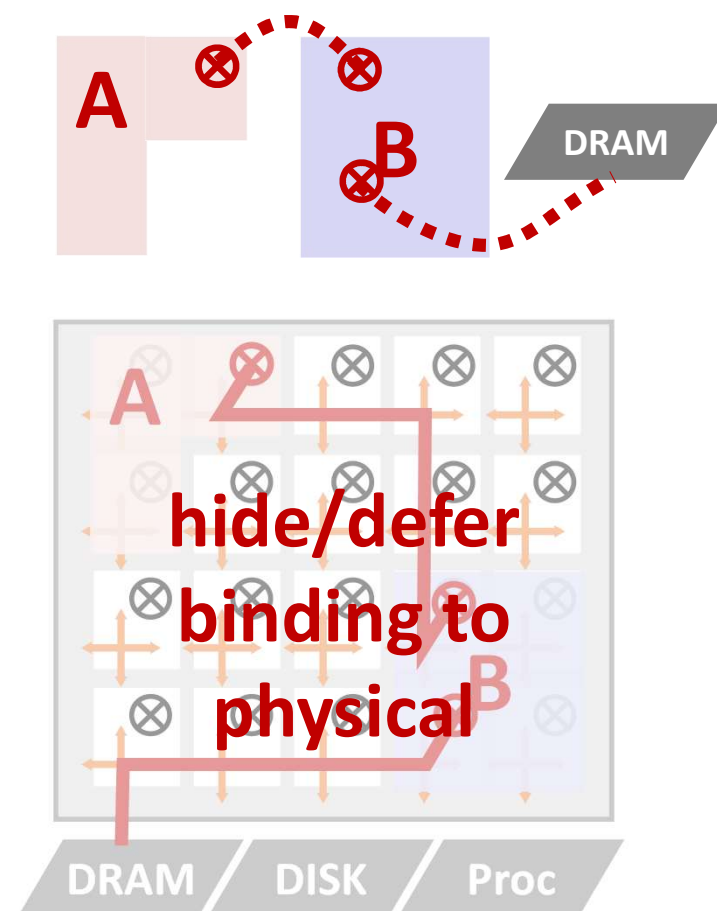 A
B
DRAM
A
hide/defer
binding to
B
physical
DRAM
DISK
Proc